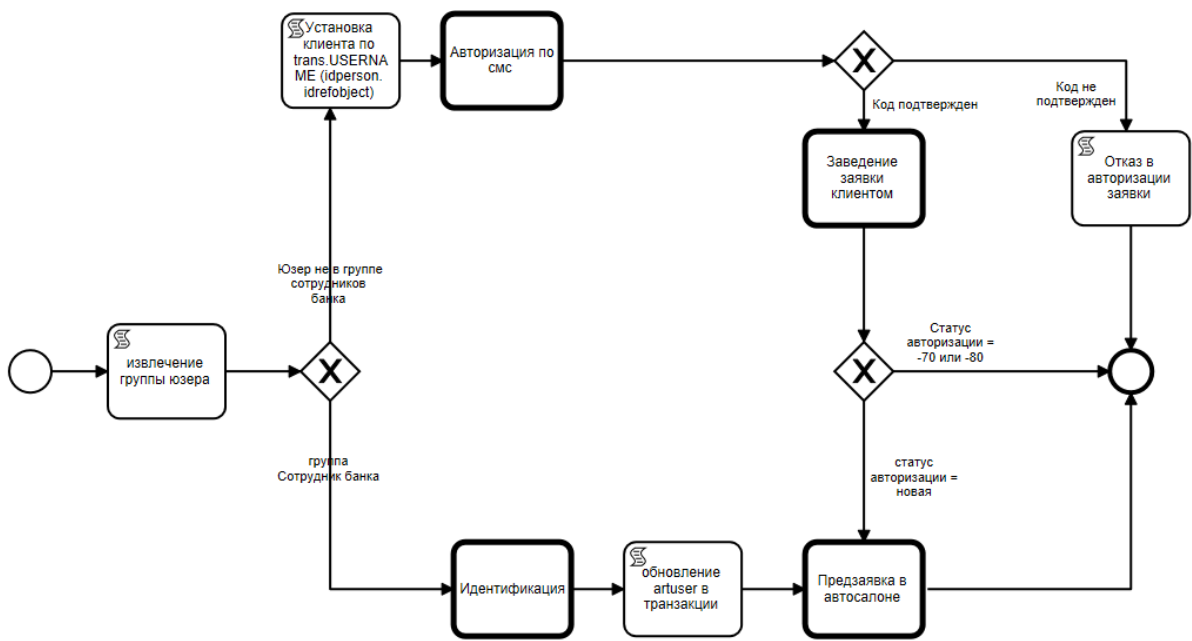 Установка
клиента по
trans.USERNA
ME (idperson.
idrefobject)
Авторизация по
смс
X
Код подтвержден
Код не
подтвержден
Заведение
заявки
клиентом
Отказ в
авторизации
заявки
Юзер не в группе
сотрудников
банка
извлечение
группы юзера
X
Статус
авторизации =
-70 или -80
X
группа
Сотрудник банка
статус
авторизации =
новая
Идентификация
обновление
artuser в
транзакции
Предзаявка в
автосалоне